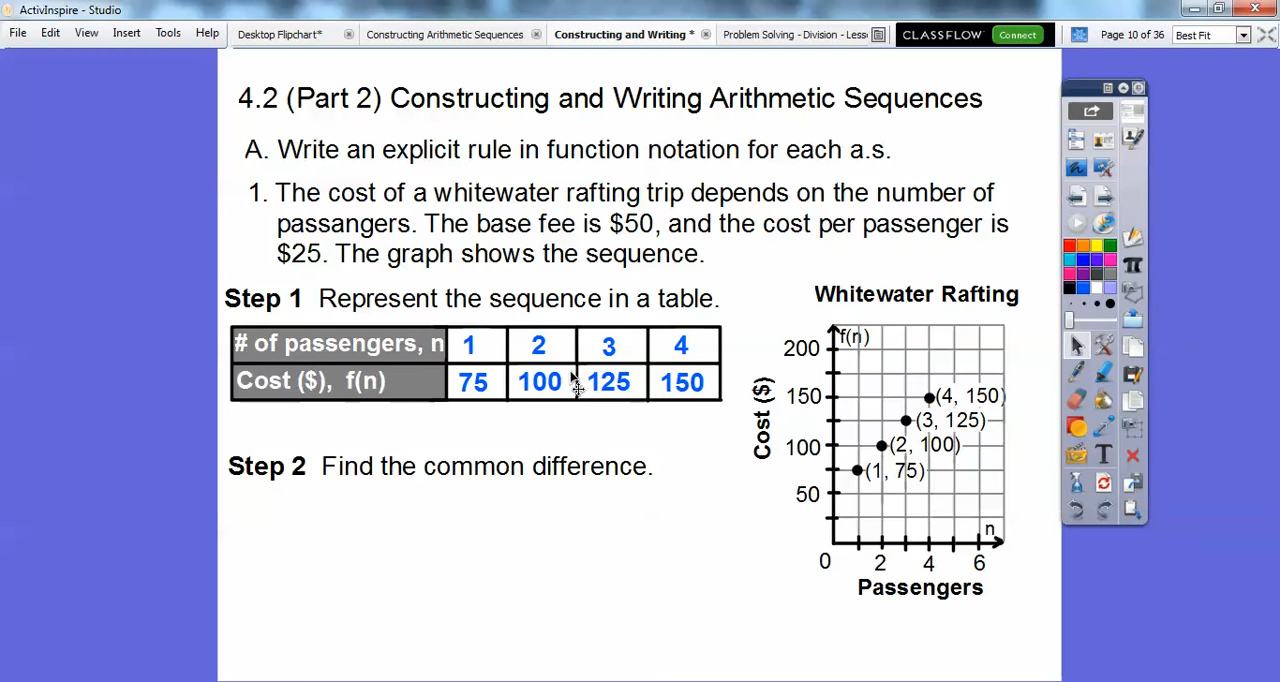 ActivInspire - Studio
File Edit View Insert Tools Help
Desktop Flipchart* Constructing Arithmetic Sequences Constructing and Writing * Problem Solving - Division - Less
CLASSFLOW Connect
Page 10 of 36 Best Fit
4.2 (Part 2) Constructing and Writing Arithmetic Sequences
A. Write an explicit rule in function notation for each a.s.
1. The cost of a whitewater rafting trip depends on the number of
passangers. The base fee is $50, and the cost per passenger is
$25. The graph shows the sequence.
Step 1 Represent the sequence in a table.
# of passengers, n 1 2 3 4
Cost ($), f(n) 75 100 125 150
Step 2 Find the common difference.
Whitewater Rafting
f(n)
200
150
100
50
0 2 4 6
Cost ($)
(4, 150)
(3, 125)
(2, 100)
(1, 75)
n
Passengers
π
T